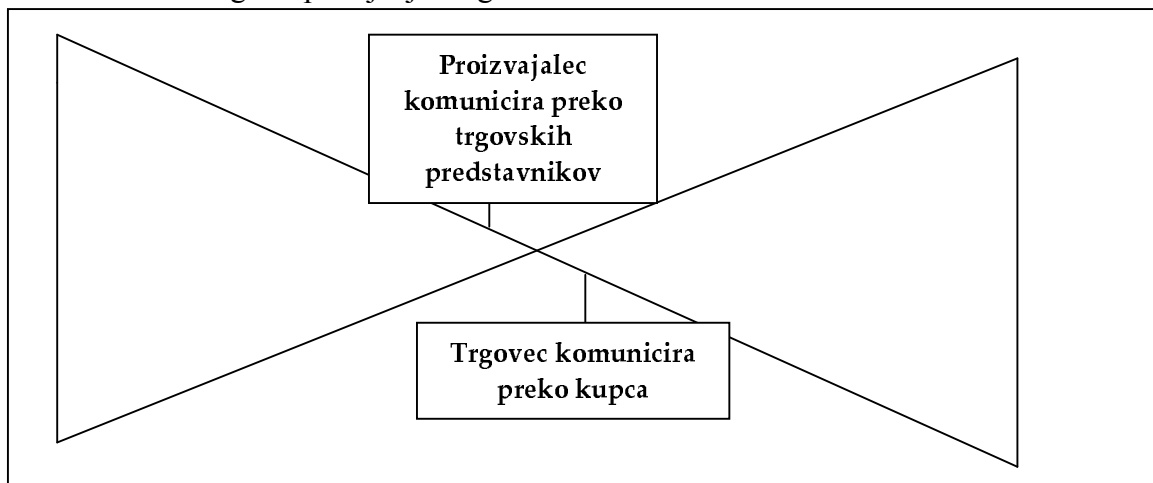 Proizvajalec
komunicira preko
trgovskih
predstavnikov
Trgovec komunicira
preko kupca